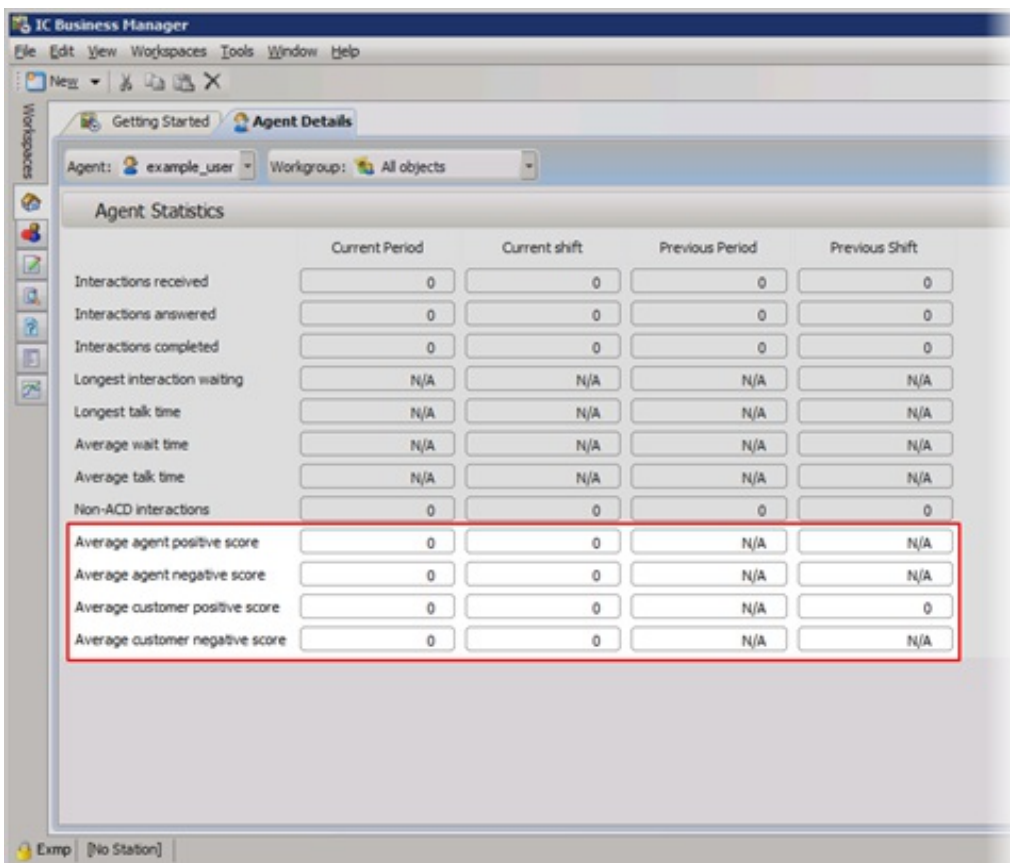 IC Business Manager
File Edit View Workspaces Tools Window Help
New
Workspaces
Getting Started Agent Details
Agent: example_user Workgroup: All objects
Agent Statistics
Current Period Current shift Previous Period Previous Shift
Interactions received 0 0 0 0
Interactions answered 0 0 0 0
Interactions completed 0 0 0 0
Longest interaction waiting N/A N/A N/A N/A
Longest talk time N/A N/A N/A N/A
Average wait time N/A N/A N/A N/A
Average talk time N/A N/A N/A N/A
Non-ACD interactions 0 0 0 0
Average agent positive score 0 0 N/A N/A
Average agent negative score 0 0 N/A N/A
Average customer positive score 0 0 N/A 0
Average customer negative score 0 0 N/A N/A
Exmp [No Station]